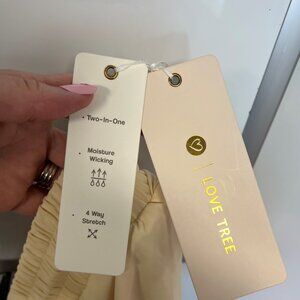 • Two-In-One
• Moisture
Wicking
• 4 Way
Stretch
LOVE TREE